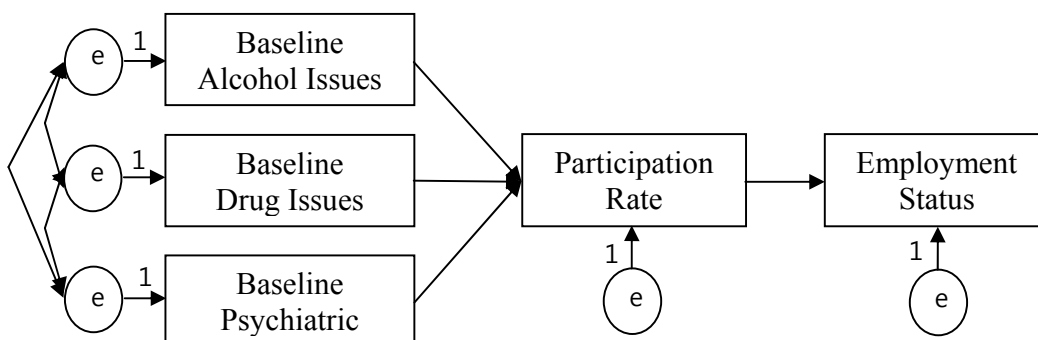 e
1
Baseline
Alcohol Issues
e
1
Baseline
Drug Issues
e
1
Baseline
Psychiatric
Participation
Rate
1
e
Employment
Status
1
e